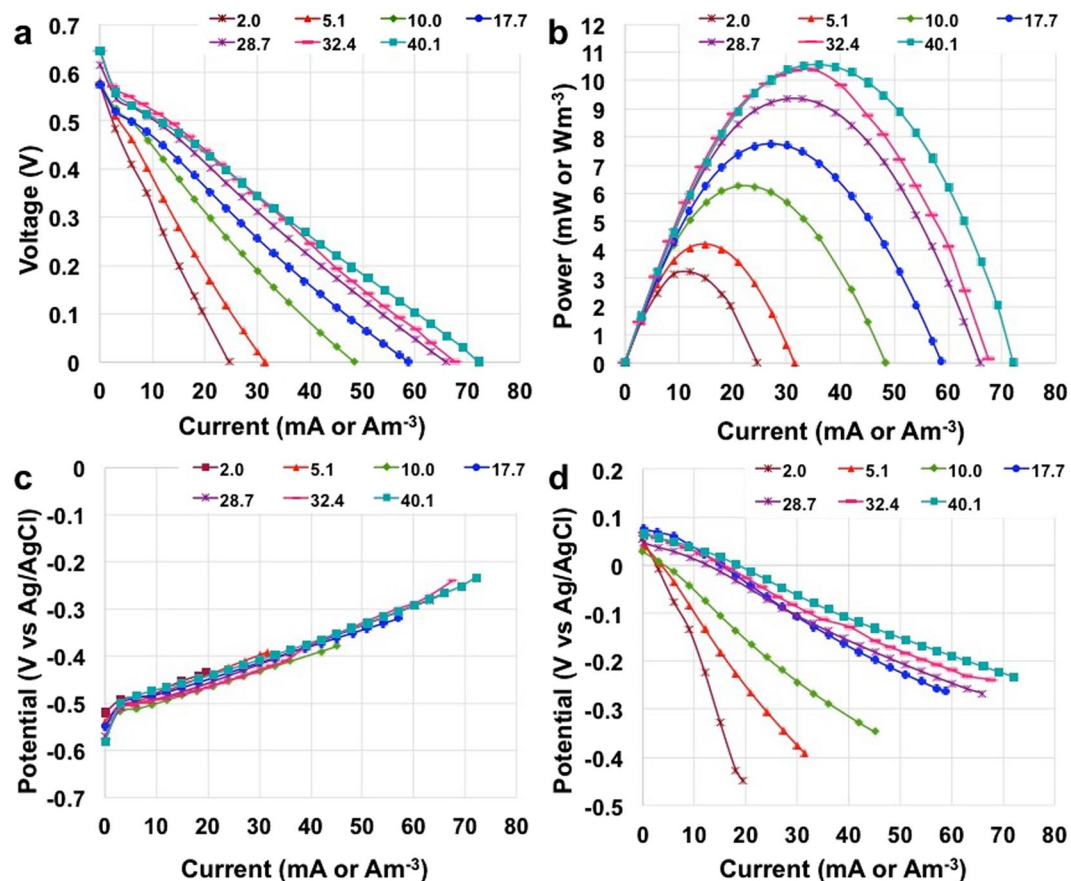 a
2.0 5.1 10.0 17.7
28.7 32.4 40.1
0.7
0.6
0.5
0.4
0.3
0.2
0.1
0
Voltage (V)
0 10 20 30 40 50 60 70 80
Current (mA or Am-3)
b
2.0 5.1 10.0 17.7
28.7 32.4 40.1
12
11
10
9
8
7
6
5
4
3
2
1
0
Power (mW or Wm-3)
0 10 20 30 40 50 60 70 80
Current (mA or Am-3)
c
2.0 5.1 10.0 17.7
28.7 32.4 40.1
0
-0.1
-0.2
-0.3
-0.4
-0.5
-0.6
-0.7
Potential (V vs Ag/AgCl)
0 10 20 30 40 50 60 70 80
Current (mA or Am-3)
d
2.0 5.1 10.0 17.7
28.7 32.4 40.1
0.2
0.1
0
-0.1
-0.2
-0.3
-0.4
-0.5
Potential (V vs Ag/AgCl)
0 10 20 30 40 50 60 70 80
Current (mA or Am-3)